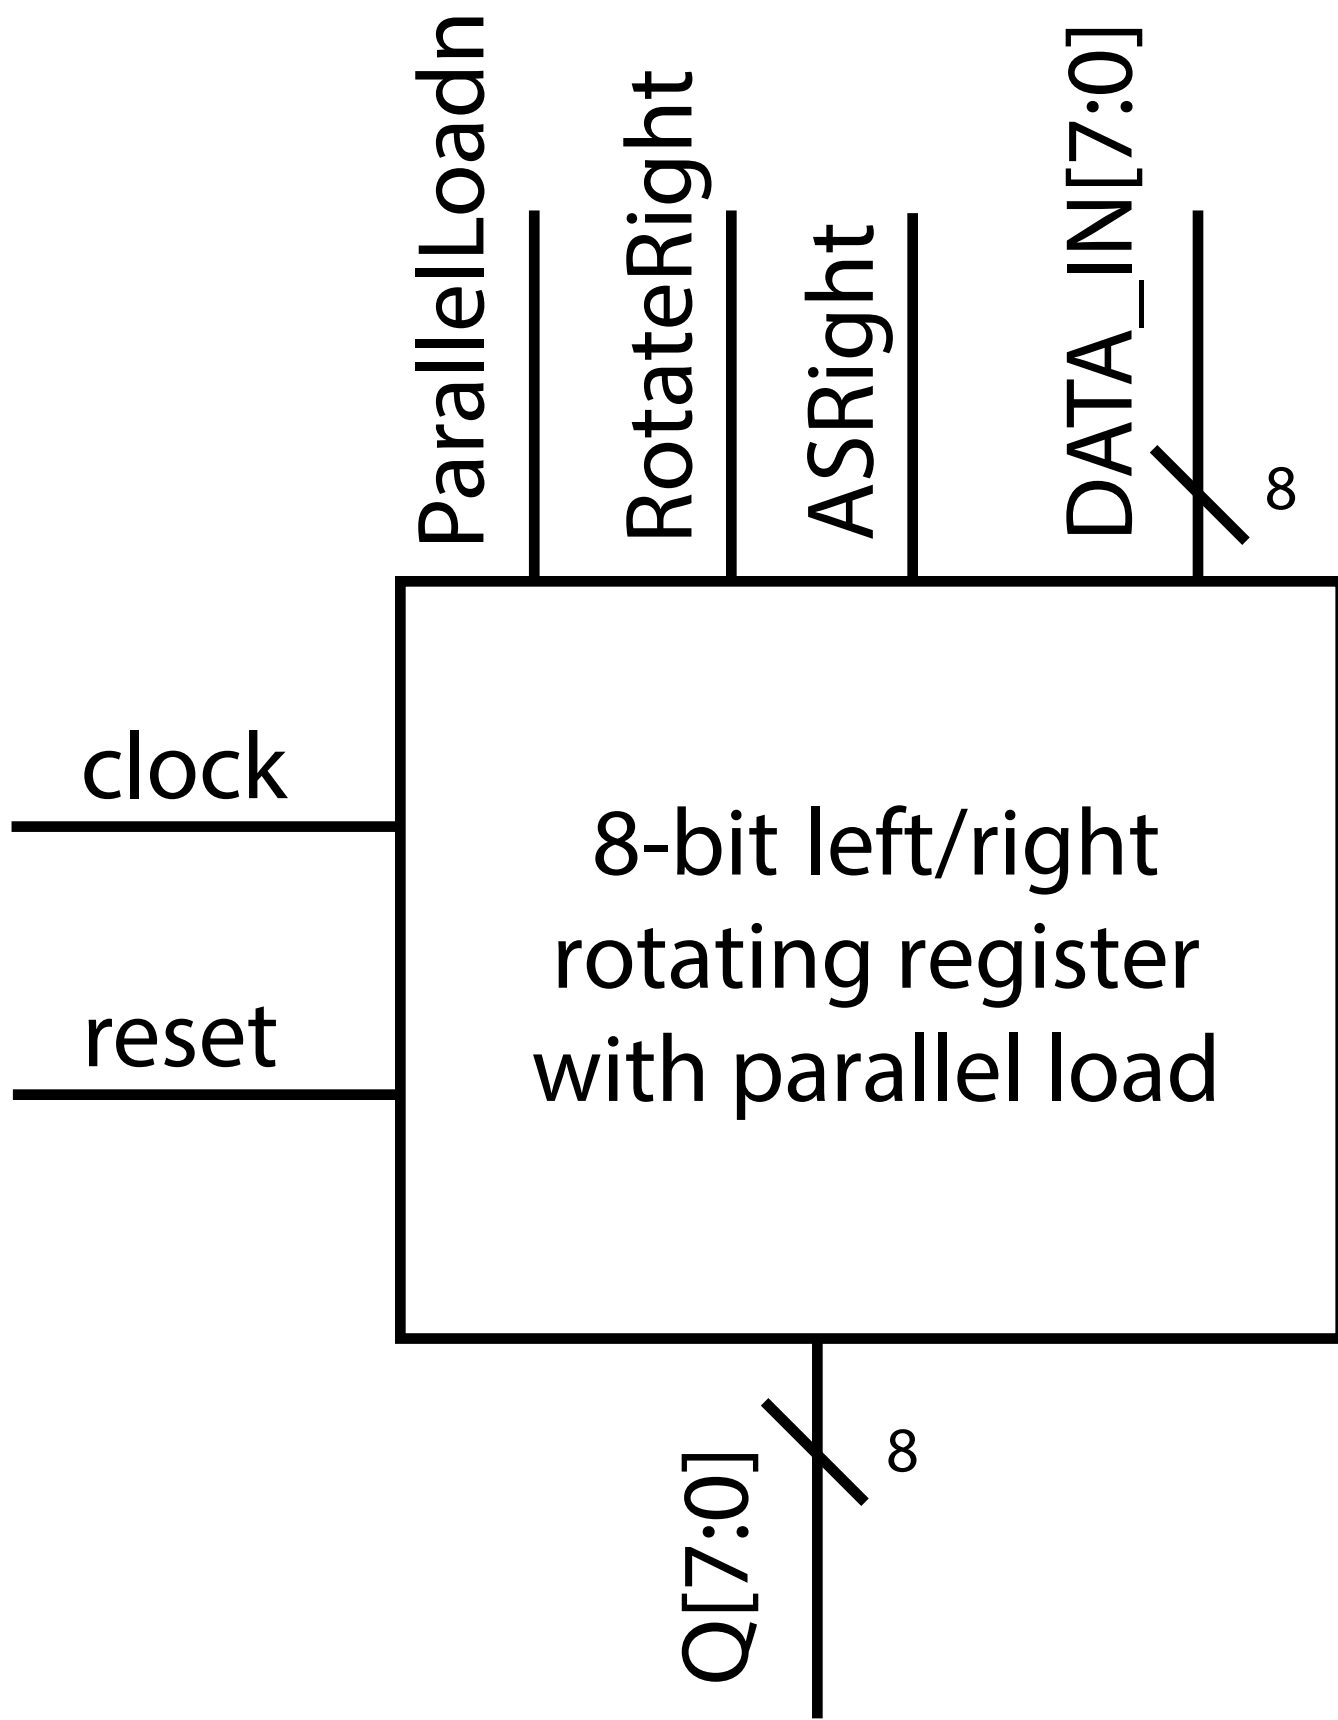 ParallelLoadn
RotateRight
ASRight
DATA_IN[7:0]
8
clock
reset
8-bit left/right
rotating register
with parallel load
Q[7:0]
8